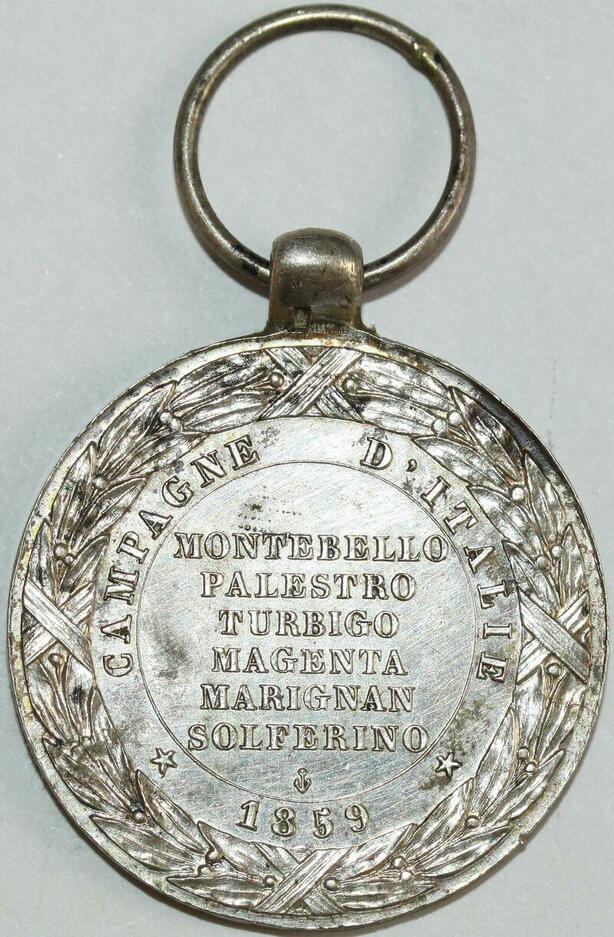 CAMPAGNE D'ITALIE
MONTEBELLO
PALESTRO
TURBIGO
MAGENTA
MARIGNAN
SOLFERINO
1859